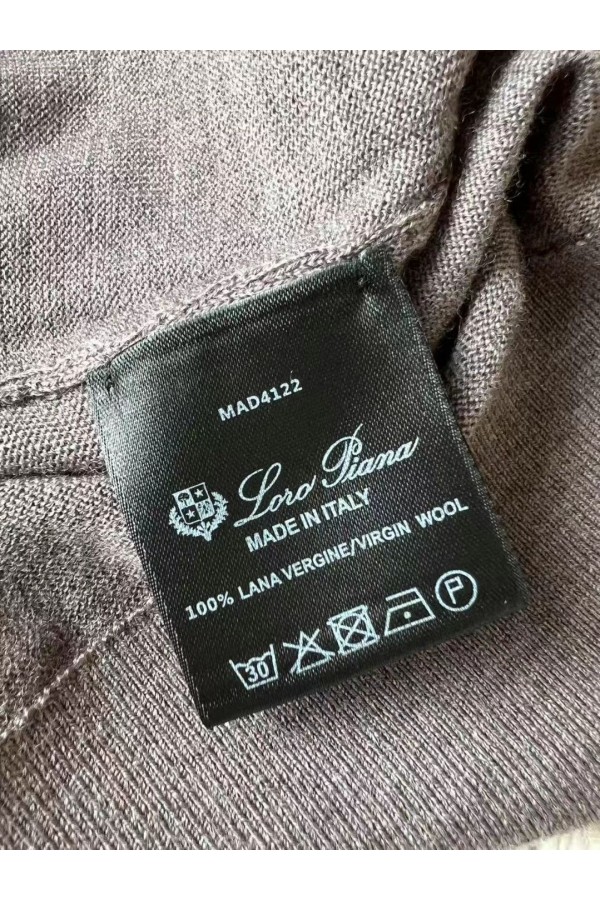 MAD4122
Loro Piana
MADE IN ITALY
100% LANA VERGINE/VIRGIN WOOL
30 P